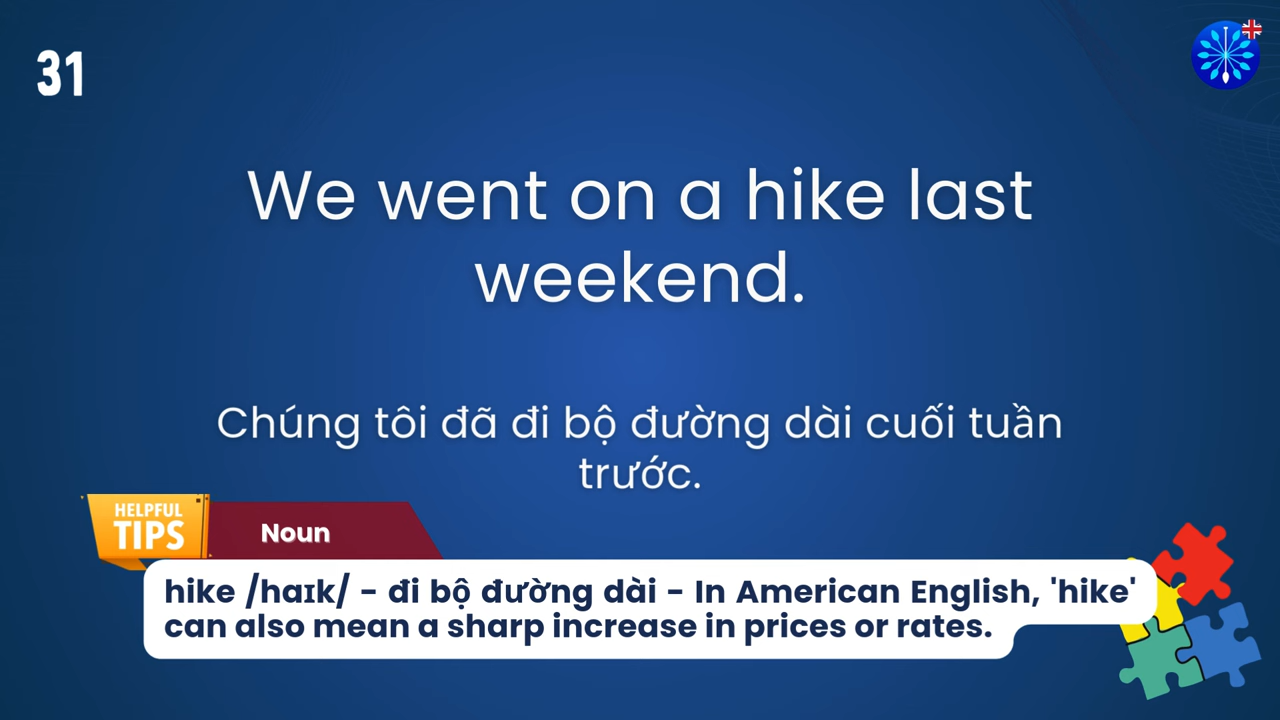 31
We went on a hike last
weekend.
Chúng tôi đã đi bộ đường dài cuối tuần
trước.
HELPFUL
TIPS
Noun
hike /haɪk/ - đi bộ đường dài - In American English, 'hike'
can also mean a sharp increase in prices or rates.